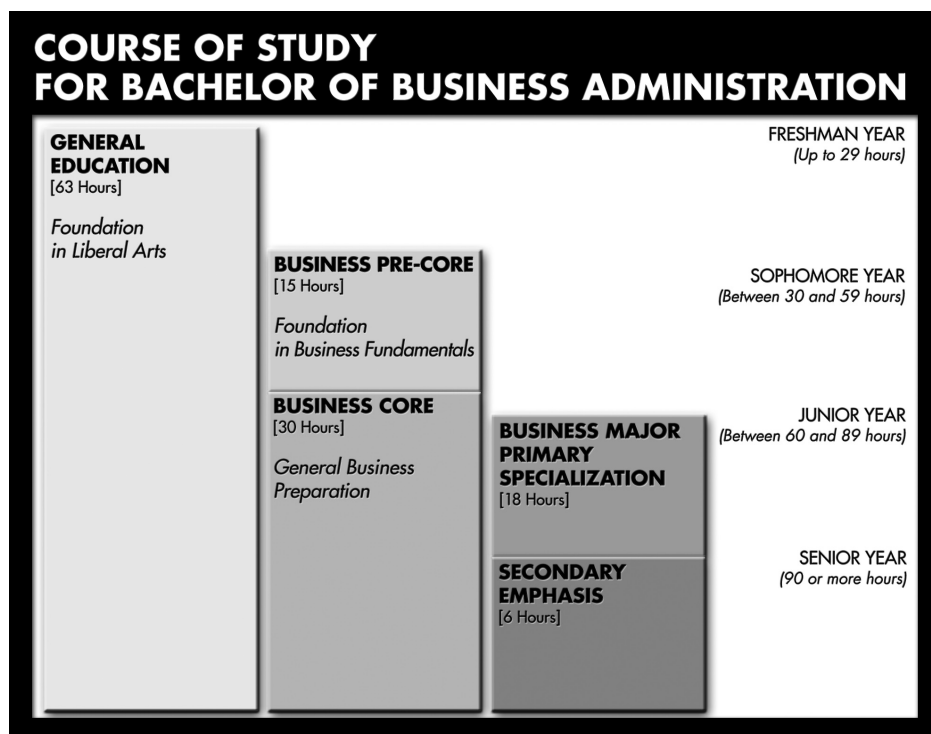 COURSE OF STUDY
FOR BACHELOR OF BUSINESS ADMINISTRATION
GENERAL
EDUCATION
[63 Hours]
Foundation
in Liberal Arts
BUSINESS PRE-CORE
[15 Hours]
Foundation
in Business Fundamentals
BUSINESS CORE
[30 Hours]
General Business
Preparation
BUSINESS MAJOR
PRIMARY
SPECIALIZATION
[18 Hours]
SECONDARY
EMPHASIS
[6 Hours]
FRESHMAN YEAR
(Up to 29 hours)
SOPHOMORE YEAR
(Between 30 and 59 hours)
JUNIOR YEAR
(Between 60 and 89 hours)
SENIOR YEAR
(90 or more hours)